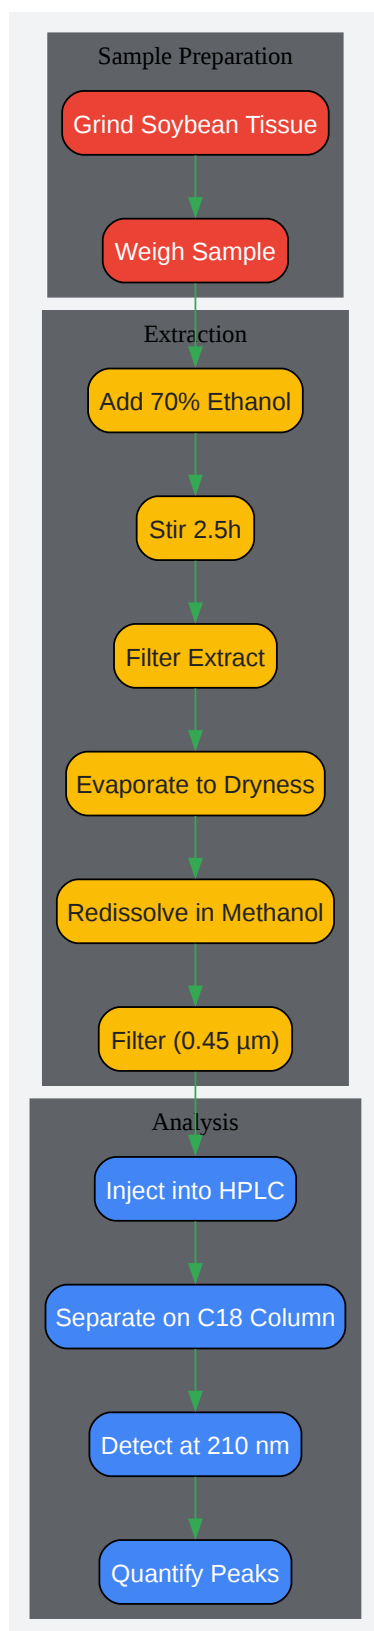 Sample Preparation
Grind Soybean Tissue
Weigh Sample
Extraction
Add 70% Ethanol
Stir 2.5h
Filter Extract
Evaporate to Dryness
Redissolve in Methanol
Filter (0.45 µm)
Analysis
Inject into HPLC
Separate on C18 Column
Detect at 210 nm
Quantify Peaks